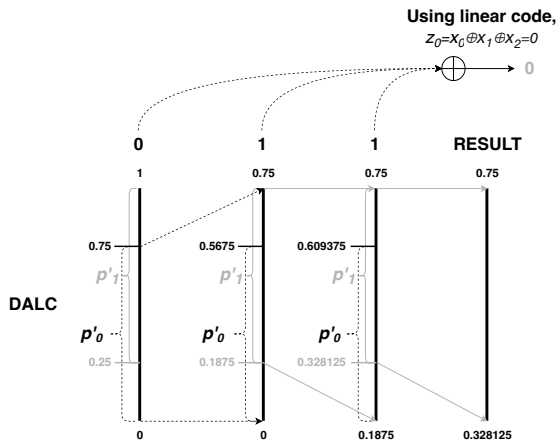 Using linear code,
z0=x0⊕x1⊕x2=0
0
0 1 1 RESULT
1 0.75 0.75 0.75
0.75 0.5675 0.609375
p'1 p'1 p'1
DALC
p'0 p'0 p'0
0.25 0.1875 0.328125
0 0 0.1875 0.328125